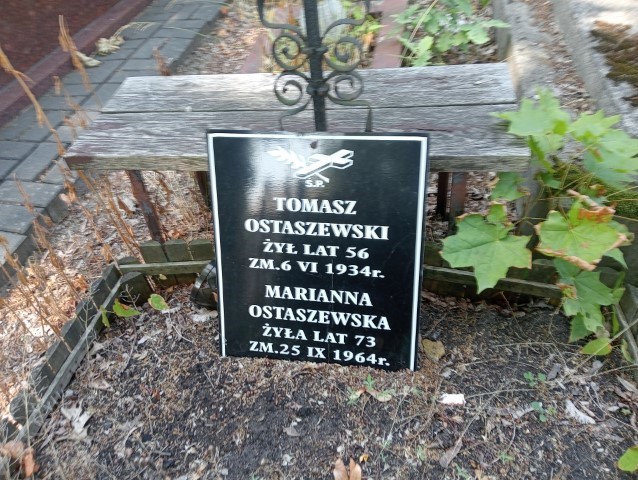 S.P.
TOMASZ
OSTASZEWSKI
ŻYŁ LAT 56
ZM.6 VI 1934r.
MARIANNA
OSTASZEWSKA
ŻYŁA LAT 73
ZM.25 IX 1964r.